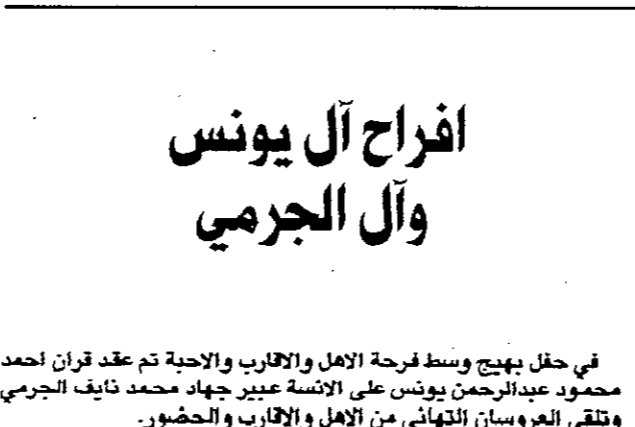 افراح آل يونس
وآل الجرمي
في حفل بهيج وسط فرحة الاهل والاقارب والاحبة تم عقد قران احمد
محمود عبدالرحمن يونس على الانسة عبير جهاد محمد نايف الجرمي
وتلقى العروسان التهاني من الاهل والاقارب والحضور.